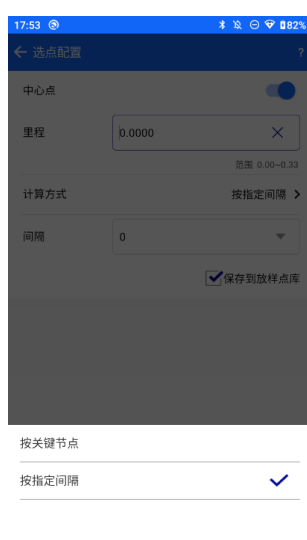 17:53 82%
选点配置 ?
中心点
里程 0.0000
范围 0.00~0.33
计算方式 按指定间隔
间隔 0
保存到放样点库
按关键节点
按指定间隔